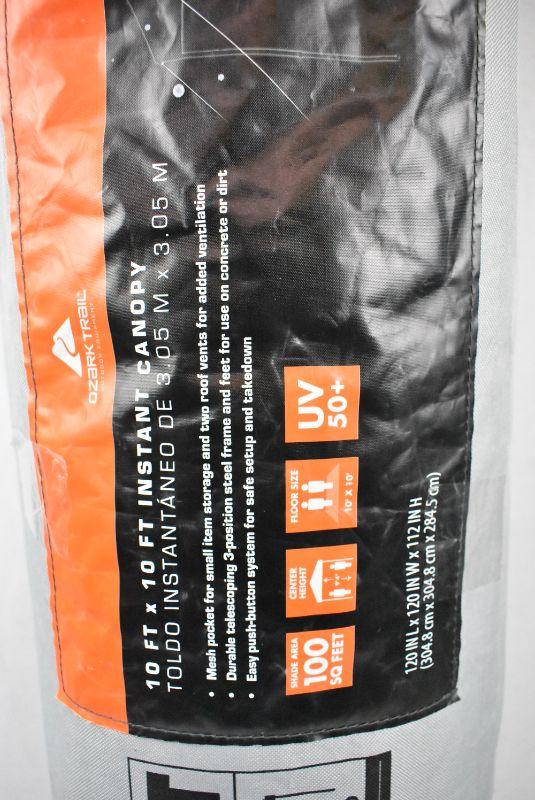 OZARK TRAIL
OUTDOOR EQUIPMENT
10 FT x 10 FT INSTANT CANOPY
TOLDO INSTANTÁNEO DE 3.05 M x 3.05 M
• Mesh pocket for small item storage and two roof vents for added ventilation
• Durable telescoping 3-position steel frame and feet for use on concrete or dirt
• Easy push-button system for safe setup and takedown
SHADE AREA
100
SQ FEET
CENTER
HEIGHT
FLOOR SIZE
10' X 10'
UV
50+
120 IN L x 120 IN W x 112 IN H
(304.8 cm x 304.8 cm x 284.5 cm)